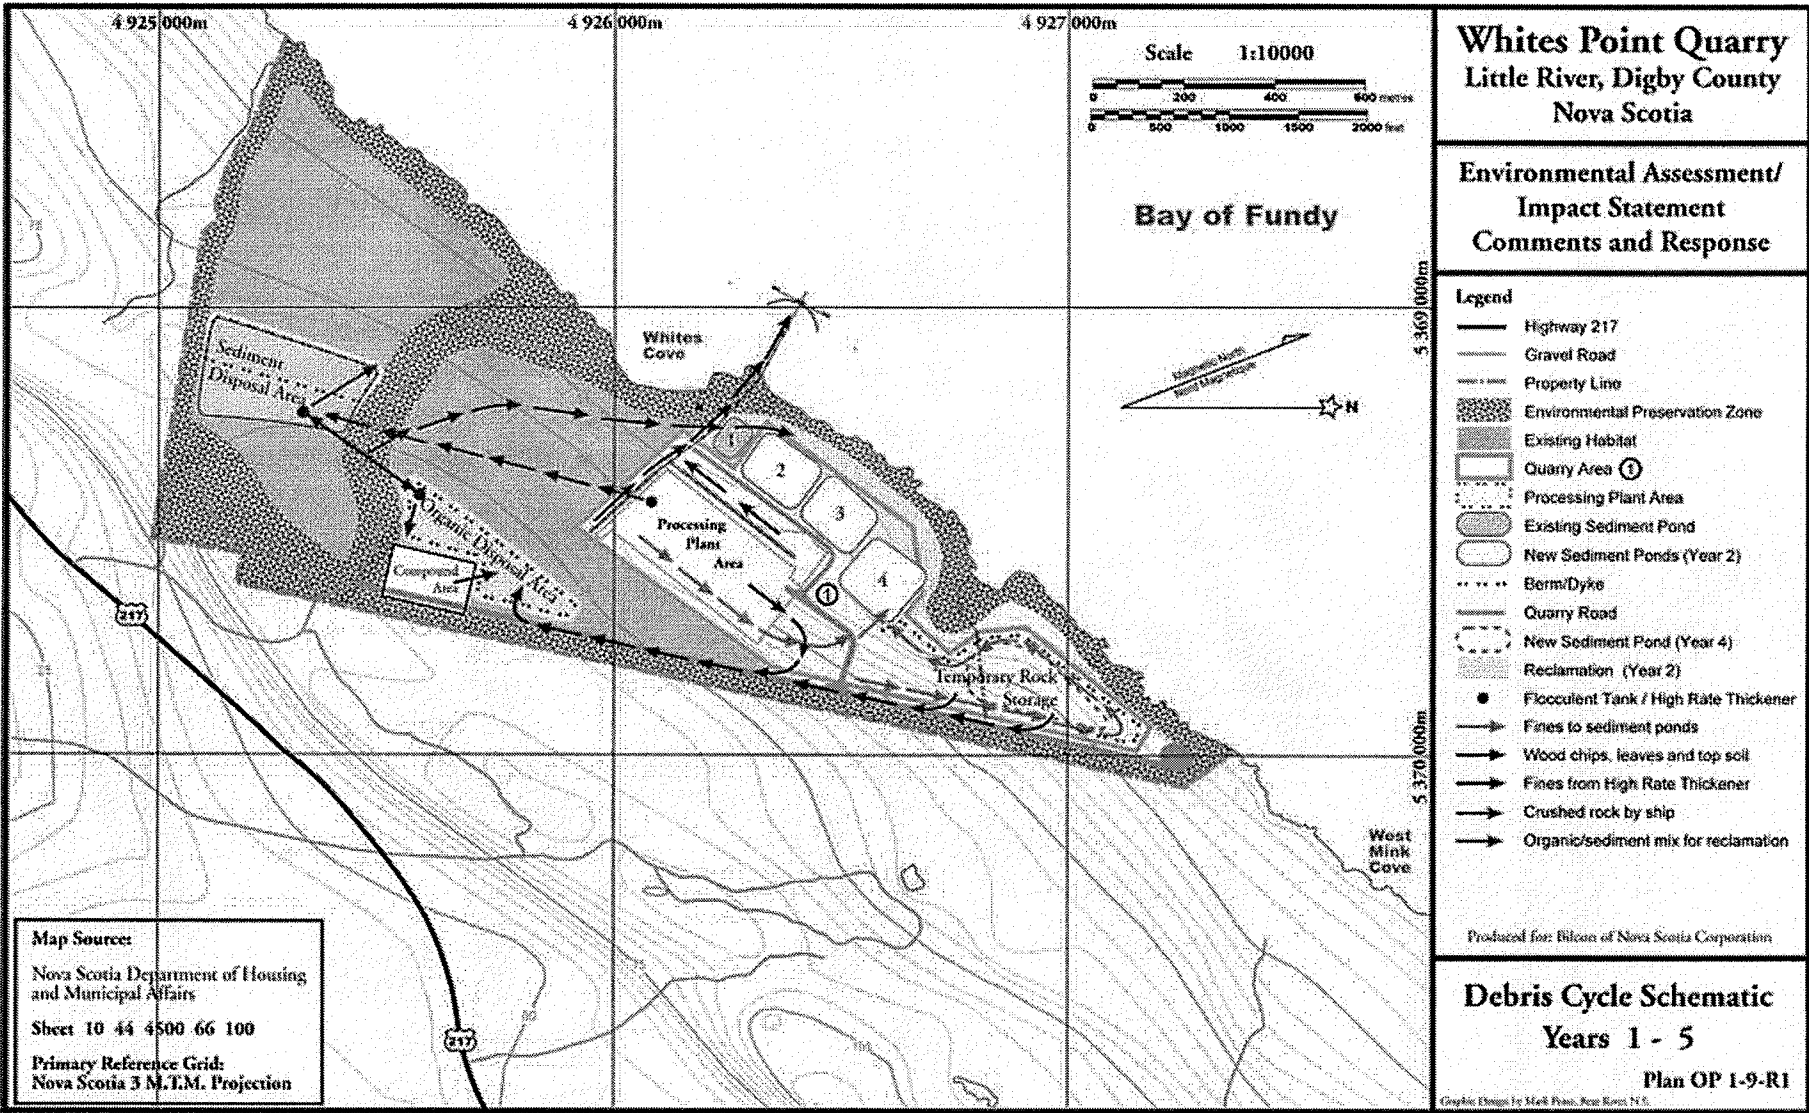 4 925 000m
4 926 000m
4 927 000m
Scale 1:10000
0 200 400 600 metres
0 500 1000 1500 2000 feet
Bay of Fundy
5 369 000m
Whites
Cove
Magnetic North
Nord Magnetique
N
Sediment
Disposal Area
1
2
3
4
Processing
Plant
Area
Organic Disposal Area
Compound
Area
1
217
Temporary Rock
Storage
5 370 000m
West
Mink
Cove
217
80
Map Source:
Nova Scotia Department of Housing
and Municipal Affairs
Sheet 10 44 4500 66 100
Primary Reference Grid:
Nova Scotia 3 M.T.M. Projection
Whites Point Quarry
Little River, Digby County
Nova Scotia
Environmental Assessment/
Impact Statement
Comments and Response
Legend
Highway 217
Gravel Road
Property Line
Environmental Preservation Zone
Existing Habitat
Quarry Area 1
Processing Plant Area
Existing Sediment Pond
New Sediment Ponds (Year 2)
Berm/Dyke
Quarry Road
New Sediment Pond (Year 4)
Reclamation (Year 2)
Flocculent Tank / High Rate Thickener
Fines to sediment ponds
Wood chips, leaves and top soil
Fines from High Rate Thickener
Crushed rock by ship
Organic/sediment mix for reclamation
Produced for: Bilcon of Nova Scotia Corporation
Debris Cycle Schematic
Years 1 - 5
Plan OP 1-9-R1